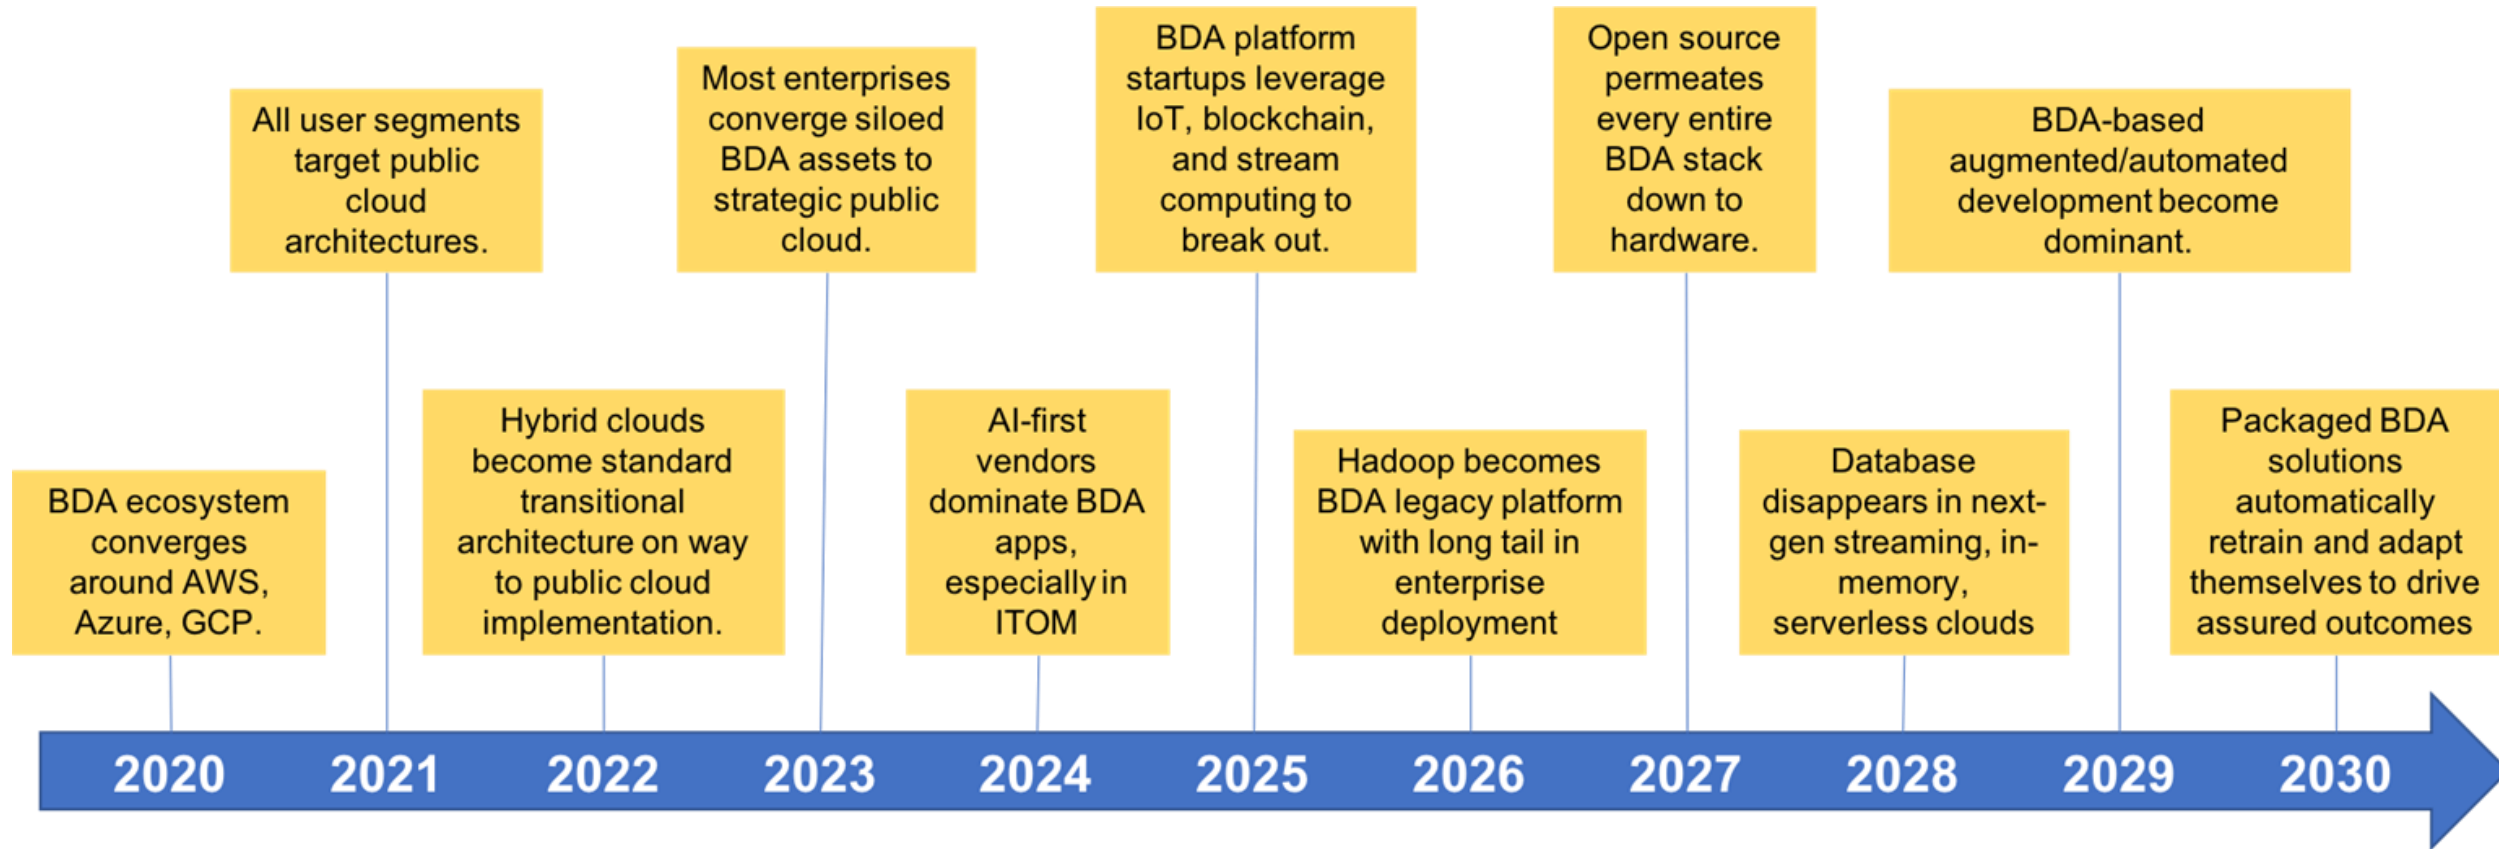 All user segments
target public
cloud
architectures.
Most enterprises
converge siloed
BDA assets to
strategic public
cloud.
BDA platform
startups leverage
IoT, blockchain,
and stream
computing to
break out.
Open source
permeates
every entire
BDA stack
down to
hardware.
BDA-based
augmented/automated
development become
dominant.
BDA ecosystem
converges
around AWS,
Azure, GCP.
Hybrid clouds
become standard
transitional
architecture on way
to public cloud
implementation.
AI-first
vendors
dominate BDA
apps,
especially in
ITOM
Hadoop becomes
BDA legacy platform
with long tail in
enterprise
deployment
Database
disappears in next-
gen streaming, in-
memory,
serverless clouds
Packaged BDA
solutions
automatically
retrain and adapt
themselves to drive
assured outcomes
2020 2021 2022 2023 2024 2025 2026 2027 2028 2029 2030